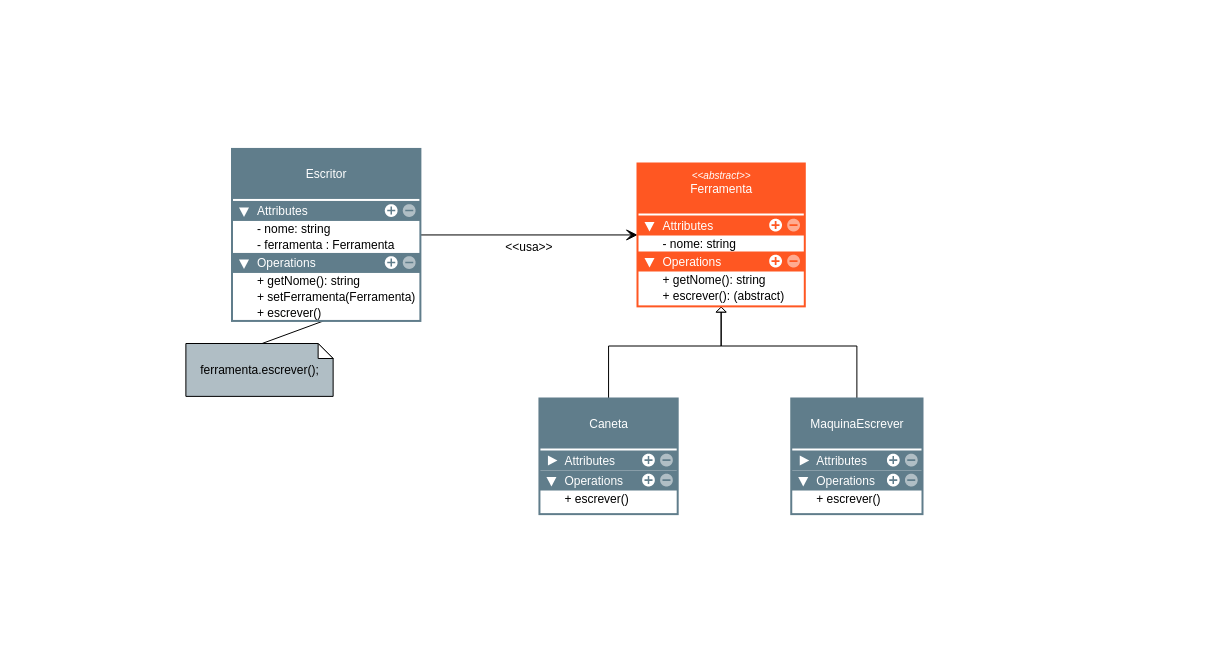 Escritor
Attributes
- nome: string
- ferramenta : Ferramenta
Operations
+ getNome(): string
+ setFerramenta(Ferramenta)
+ escrever()
ferramenta.escrever();
<<usa>>
<<abstract>>
Ferramenta
Attributes
- nome: string
Operations
+ getNome(): string
+ escrever(): (abstract)
Caneta
Attributes
Operations
+ escrever()
MaquinaEscrever
Attributes
Operations
+ escrever()